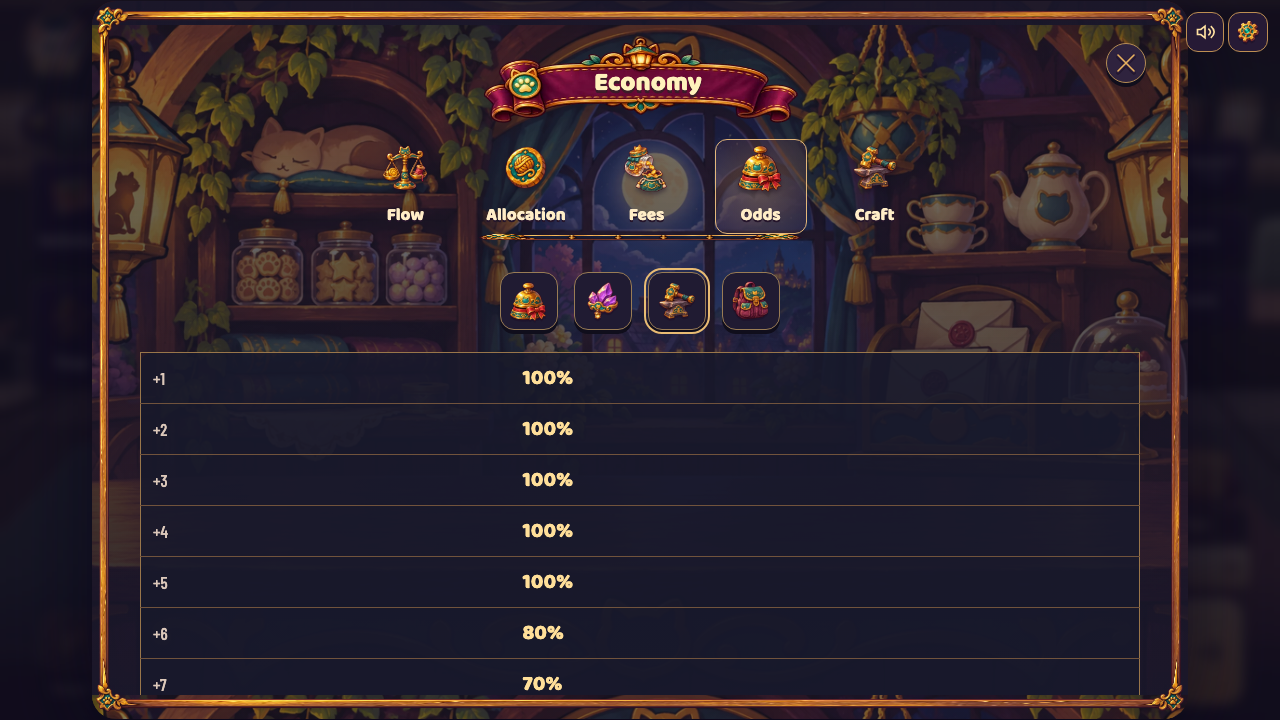 Economy
Flow
Allocation
Fees
Odds
Craft
+1 100%
+2 100%
+3 100%
+4 100%
+5 100%
+6 80%
+7 70%